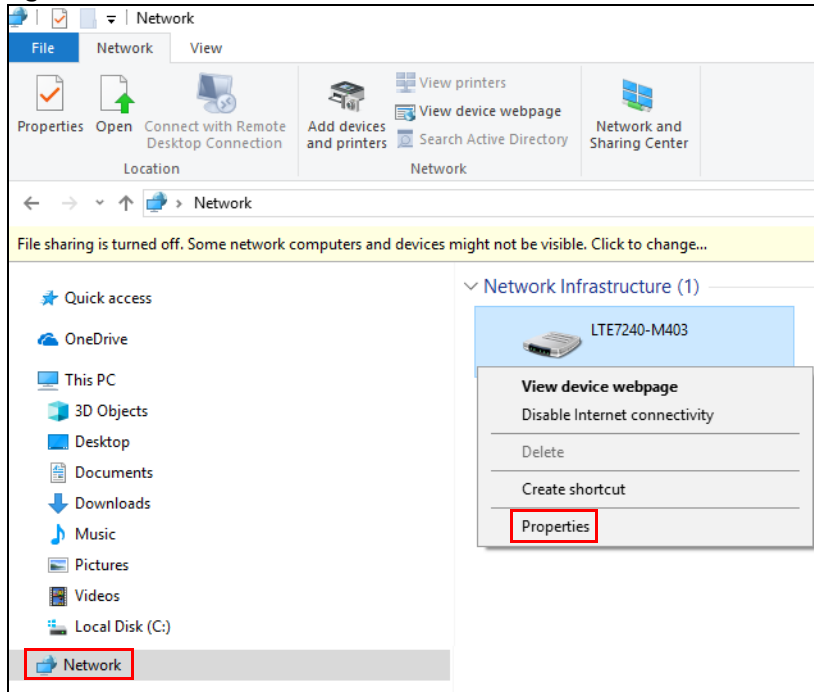 Network
File Network View
Properties Open Connect with Remote Desktop Connection
Location
Add devices and printers
View printers
View device webpage
Search Active Directory
Network
Network and Sharing Center
Network
File sharing is turned off. Some network computers and devices might not be visible. Click to change...
Quick access
OneDrive
This PC
3D Objects
Desktop
Documents
Downloads
Music
Pictures
Videos
Local Disk (C:)
Network
Network Infrastructure (1)
LTE7240-M403
View device webpage
Disable Internet connectivity
Delete
Create shortcut
Properties